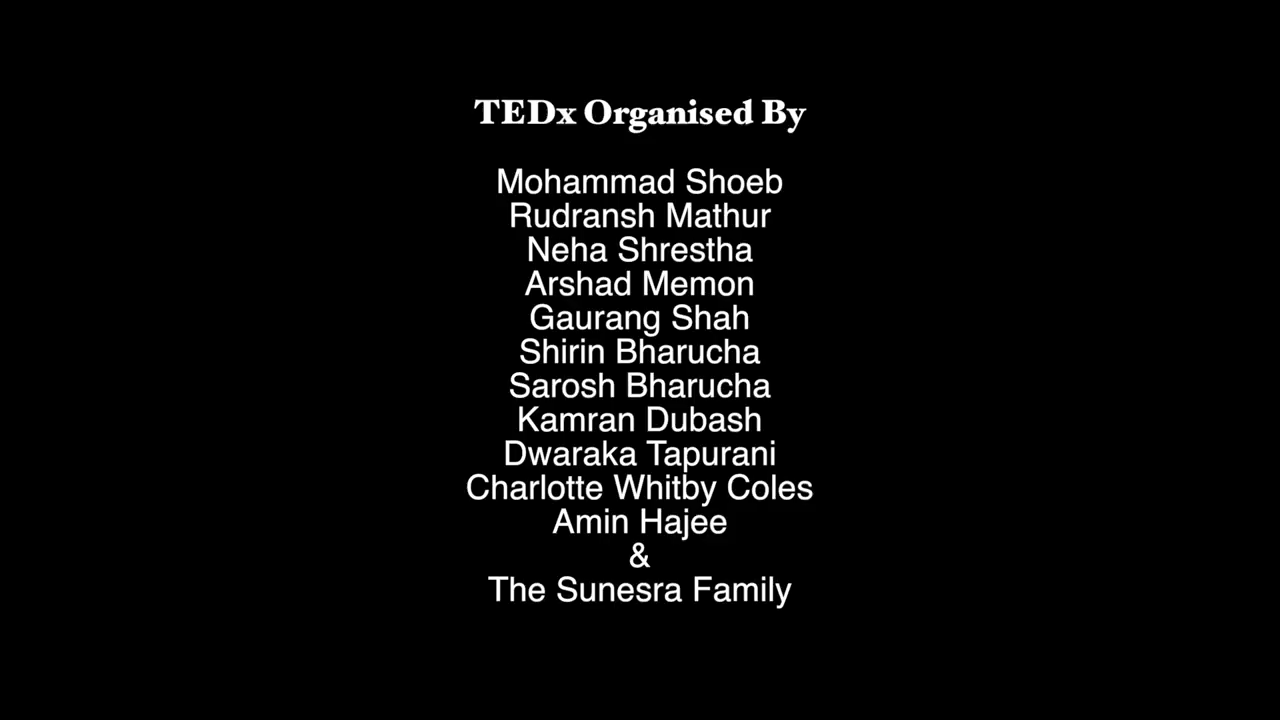 TEDx Organised By
Mohammad Shoeb
Rudransh Mathur
Neha Shrestha
Arshad Memon
Gaurang Shah
Shirin Bharucha
Sarosh Bharucha
Kamran Dubash
Dwaraka Tapurani
Charlotte Whitby Coles
Amin Hajee
&
The Sunesra Family